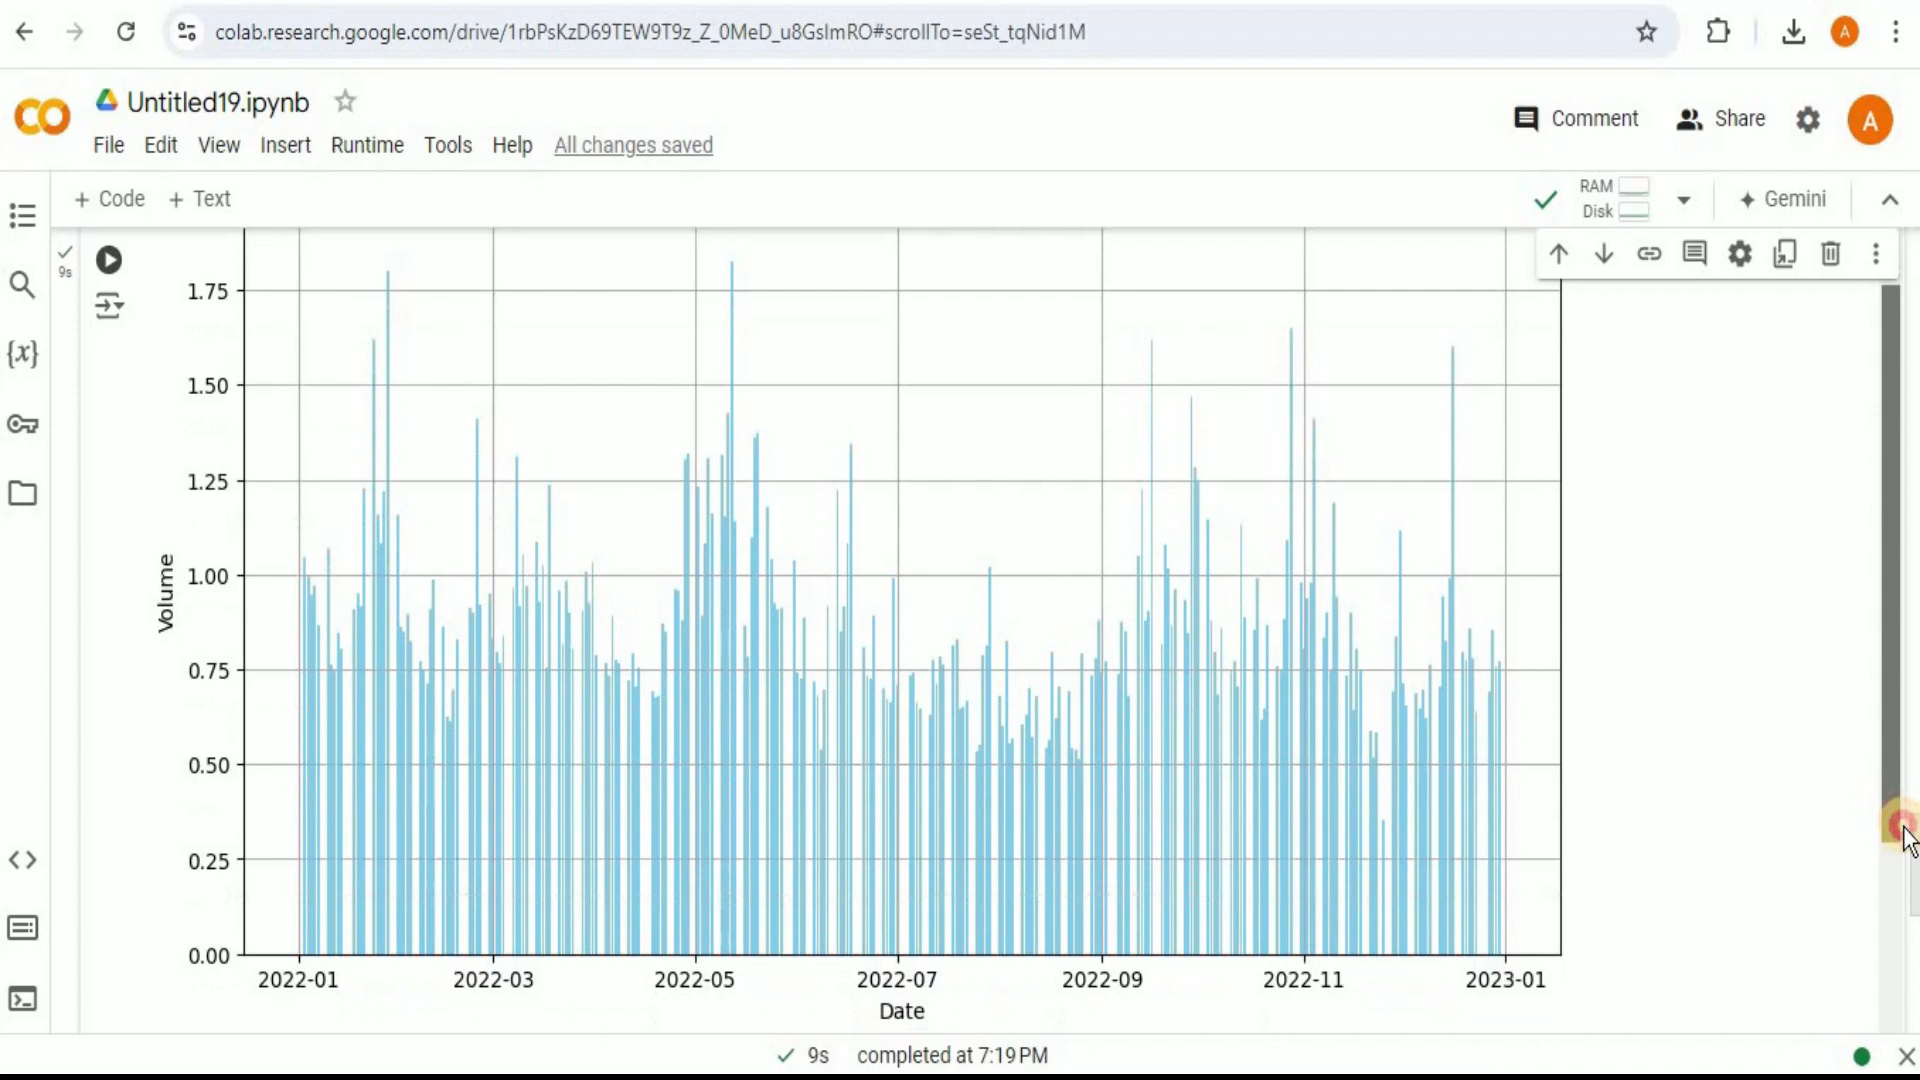 colab.research.google.com/drive/1rbPsKzD69TEW9T9z_Z_0MeD_u8GsImRO#scrollTo=seSt_tqNid1M
A
CO
Untitled19.ipynb
Comment
Share
A
File Edit View Insert Runtime Tools Help All changes saved
+ Code + Text
RAM
Disk
Gemini
9s
{x}
1.75
1.50
1.25
1.00
0.75
0.50
0.25
0.00
Volume
2022-01 2022-03 2022-05 2022-07 2022-09 2022-11 2023-01
Date
9s completed at 7:19 PM